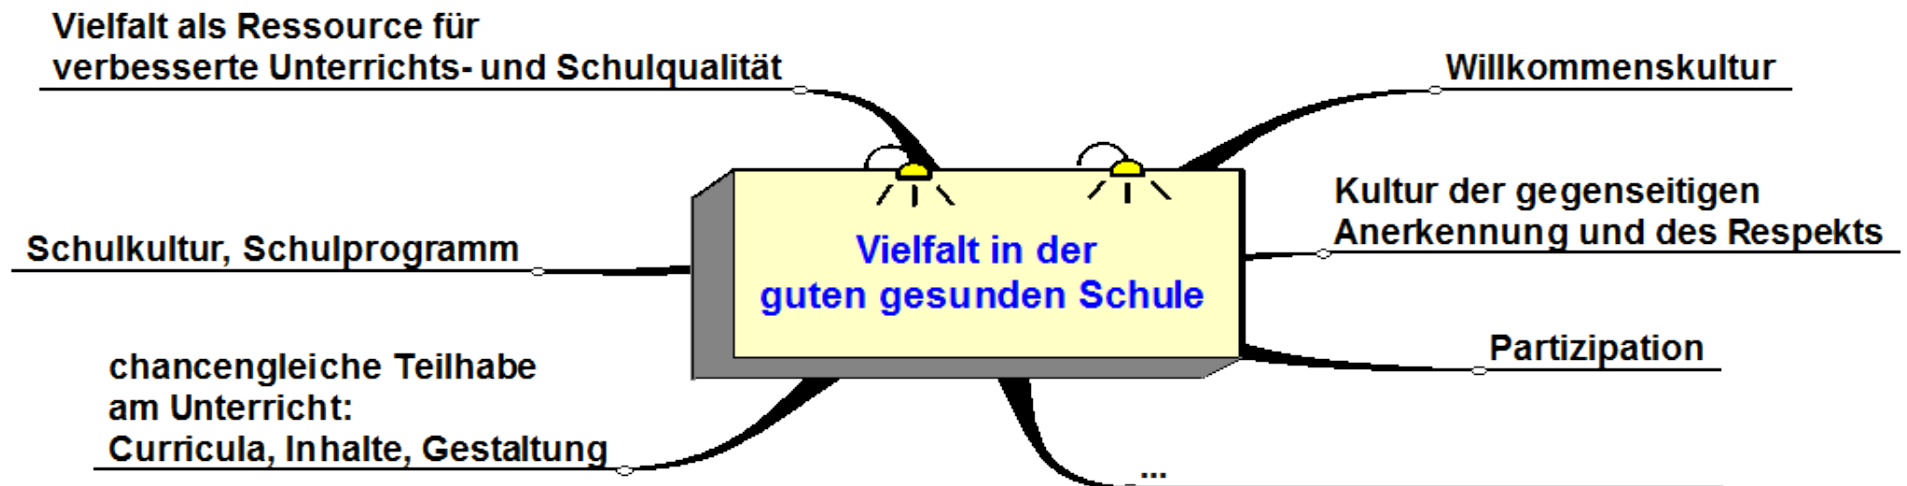 Vielfalt als Ressource für
verbesserte Unterrichts- und Schulqualität
Willkommenskultur
Kultur der gegenseitigen
Anerkennung und des Respekts
Schulkultur, Schulprogramm
Vielfalt in der
guten gesunden Schule
Partizipation
chancengleiche Teilhabe
am Unterricht:
Curricula, Inhalte, Gestaltung
...